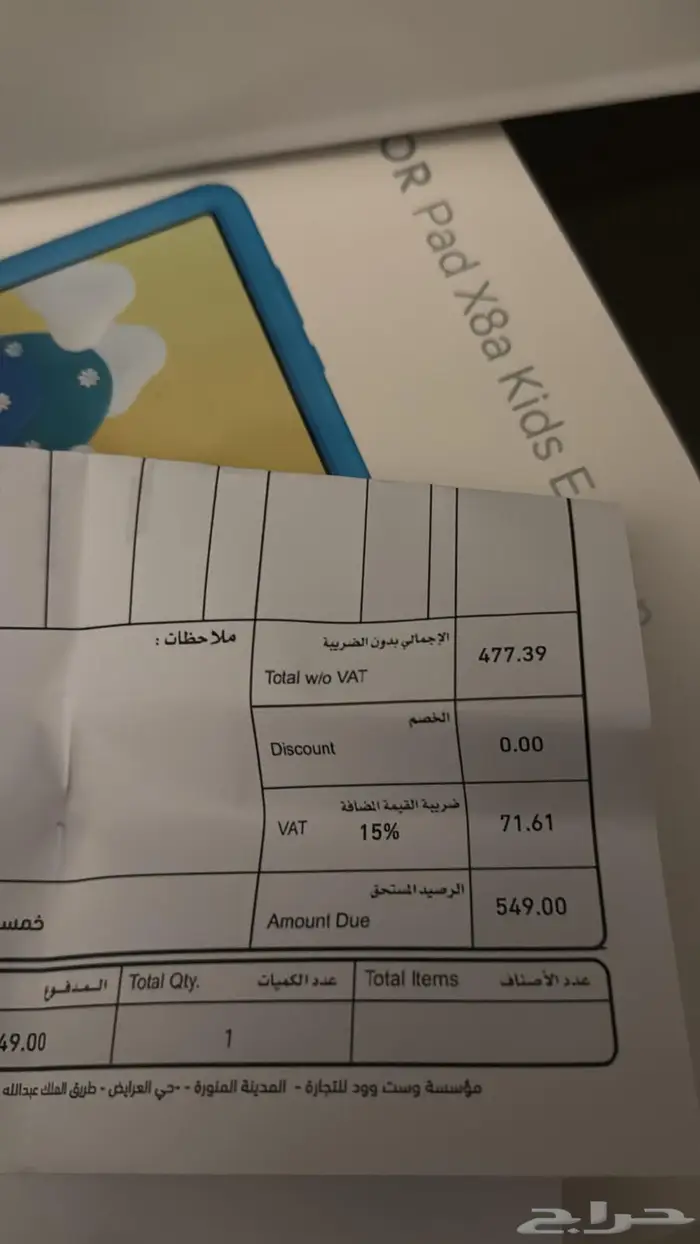 OR Pad X8a Kids E
ملاحظات :
الإجمالي بدون الضريبة
Total w/o VAT
477.39
الخصم
Discount
0.00
ضريبة القيمة المضافة
VAT 15%
71.61
الرصيد المستحق
Amount Due
549.00
خمس
عدد الأصناف Total Items
عدد الكميات Total Qty.
المدفوع
1
49.00
مؤسسة وست وود للتجارة - المدينة المنورة - -حي العرايض - طريق الملك عبدالله
حراج